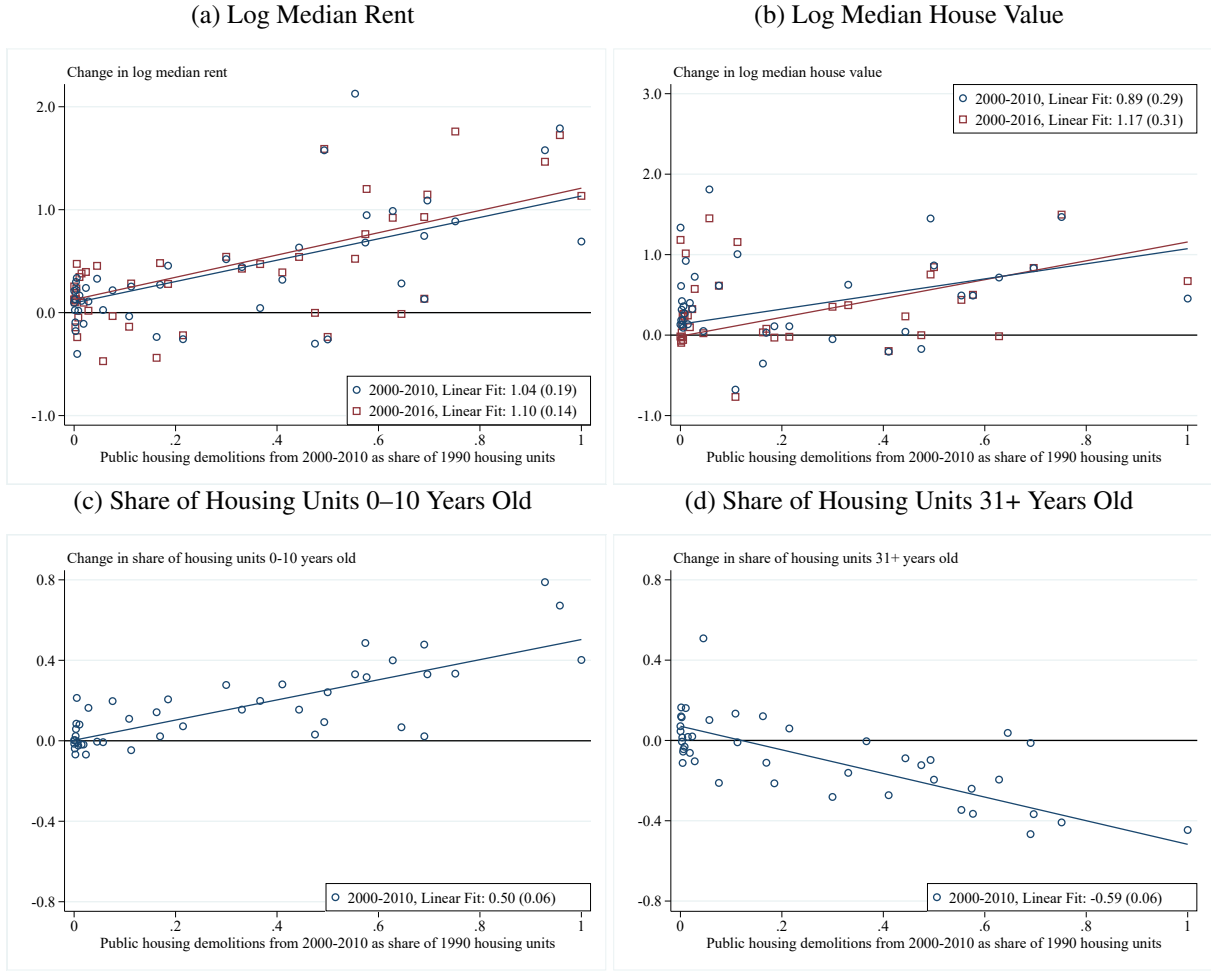 (a) Log Median Rent
Change in log median rent
2.0
1.0
0.0
-1.0
2000-2010, Linear Fit: 1.04 (0.19)
2000-2016, Linear Fit: 1.10 (0.14)
0 .2 .4 .6 .8 1
Public housing demolitions from 2000-2010 as share of 1990 housing units
(b) Log Median House Value
Change in log median house value
2000-2010, Linear Fit: 0.89 (0.29)
2000-2016, Linear Fit: 1.17 (0.31)
3.0
2.0
1.0
0.0
-1.0
0 .2 .4 .6 .8 1
Public housing demolitions from 2000-2010 as share of 1990 housing units
(c) Share of Housing Units 0–10 Years Old
Change in share of housing units 0-10 years old
0.8
0.4
0.0
-0.4
-0.8
2000-2010, Linear Fit: 0.50 (0.06)
0 .2 .4 .6 .8 1
Public housing demolitions from 2000-2010 as share of 1990 housing units
(d) Share of Housing Units 31+ Years Old
Change in share of housing units 31+ years old
0.8
0.4
0.0
-0.4
-0.8
2000-2010, Linear Fit: -0.59 (0.06)
0 .2 .4 .6 .8 1
Public housing demolitions from 2000-2010 as share of 1990 housing units